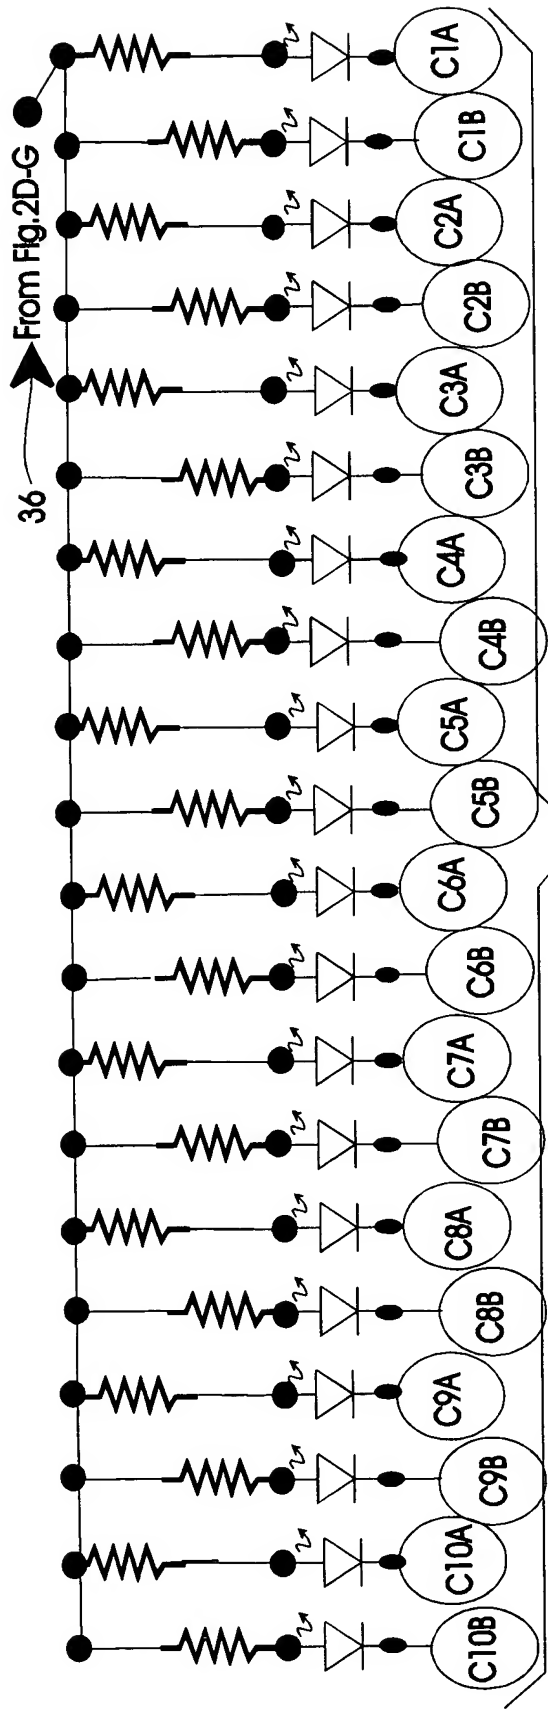 36
From Fig.2D-G
C1A
C1B
C2A
C2B
C3A
C3B
C4A
C4B
C5A
C5B
C6A
C6B
C7A
C7B
C8A
C8B
C9A
C9B
C10A
C10B